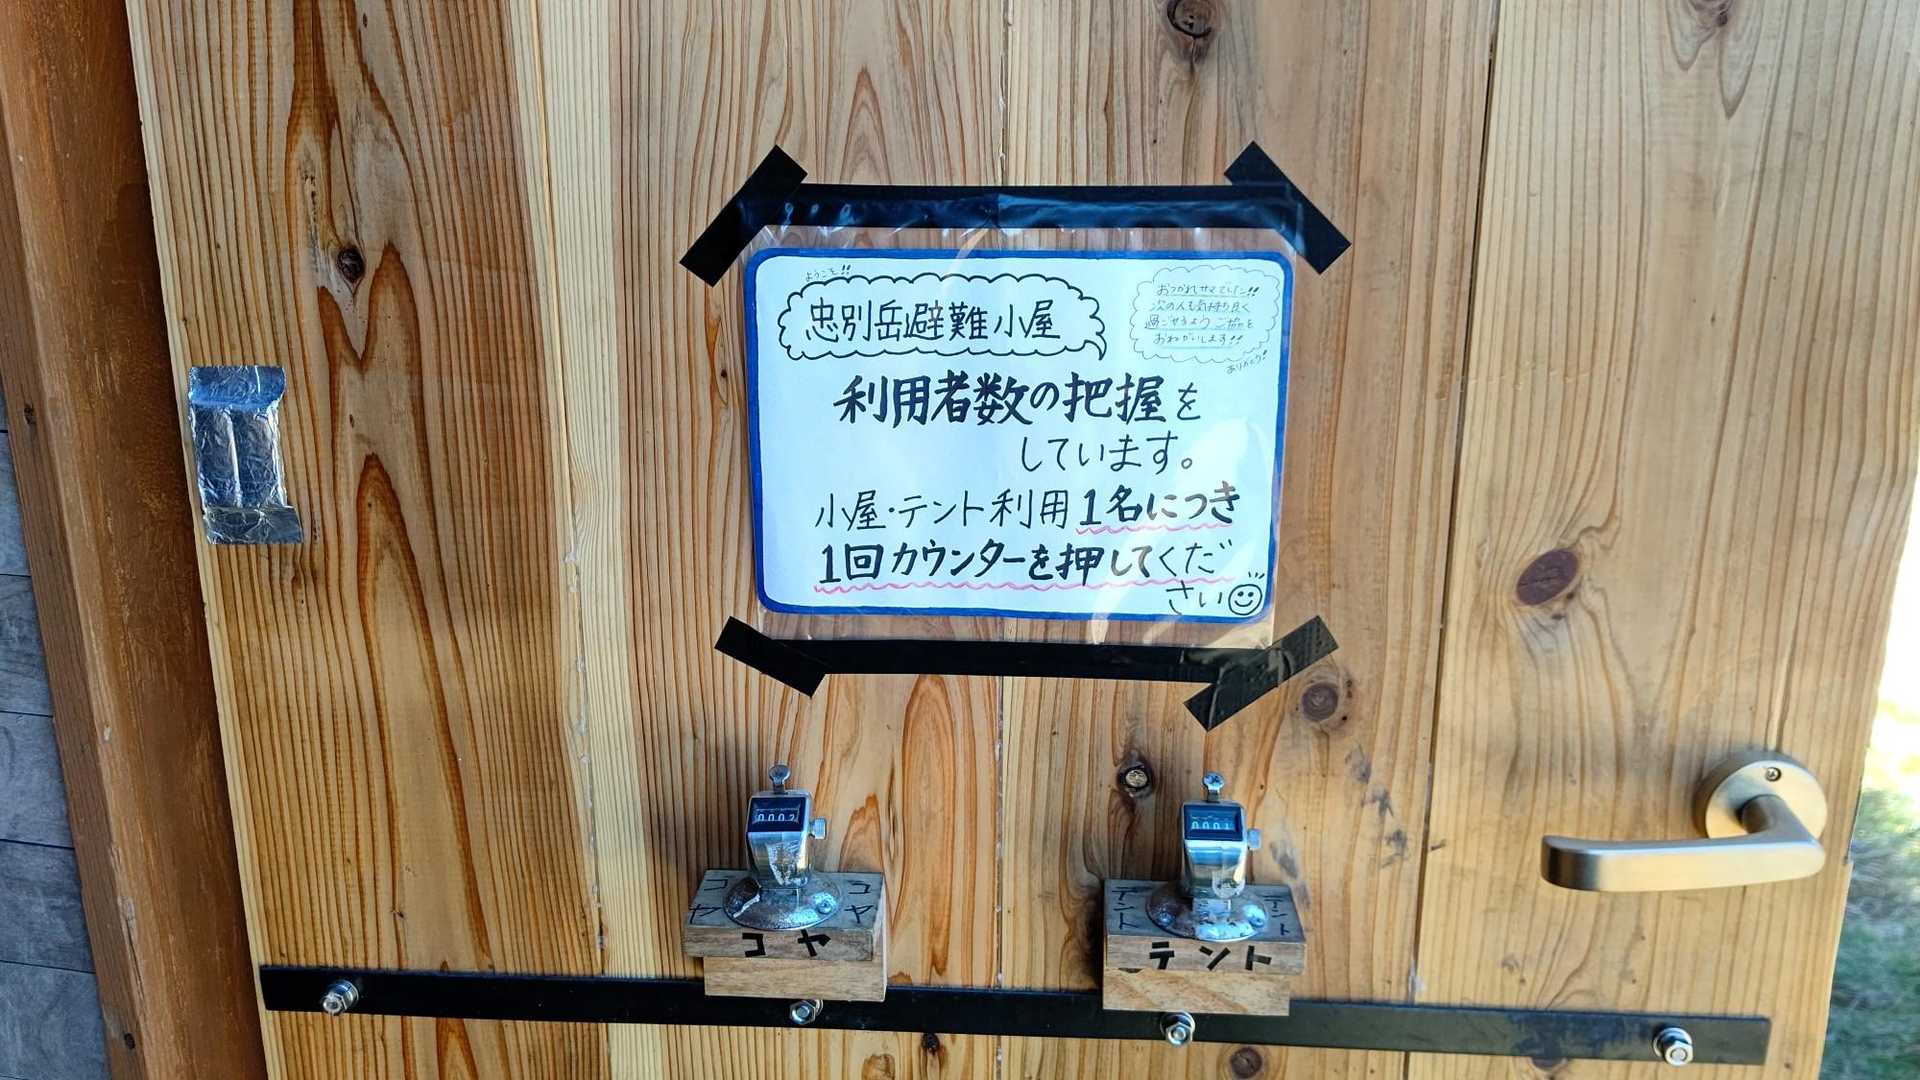 ようこそ!!
忠別岳避難小屋
おつかれサマでした!!
次の人も気持ち良く
過ごせるよう ご協力を
おねがいします!!
ありがとう!
利用者数の把握を
しています。
小屋・テント利用1名につき
1回カウンターを押してくだ
さい
0002
0001
コヤ
コヤ
コヤ
テント
テント
テント